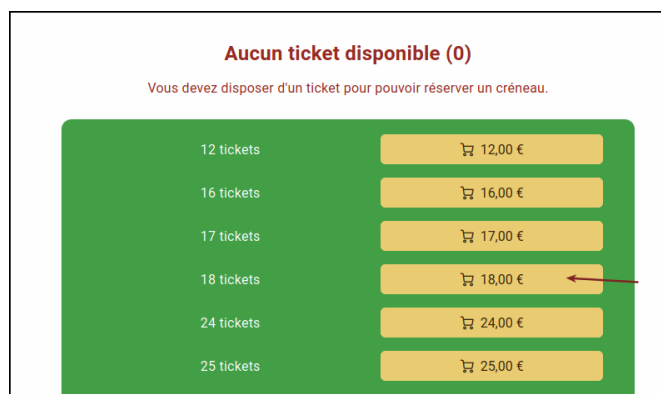 Aucun ticket disponible (0)
Vous devez disposer d'un ticket pour pouvoir réserver un créneau.
12 tickets 12,00 €
16 tickets 16,00 €
17 tickets 17,00 €
18 tickets 18,00 €
24 tickets 24,00 €
25 tickets 25,00 €